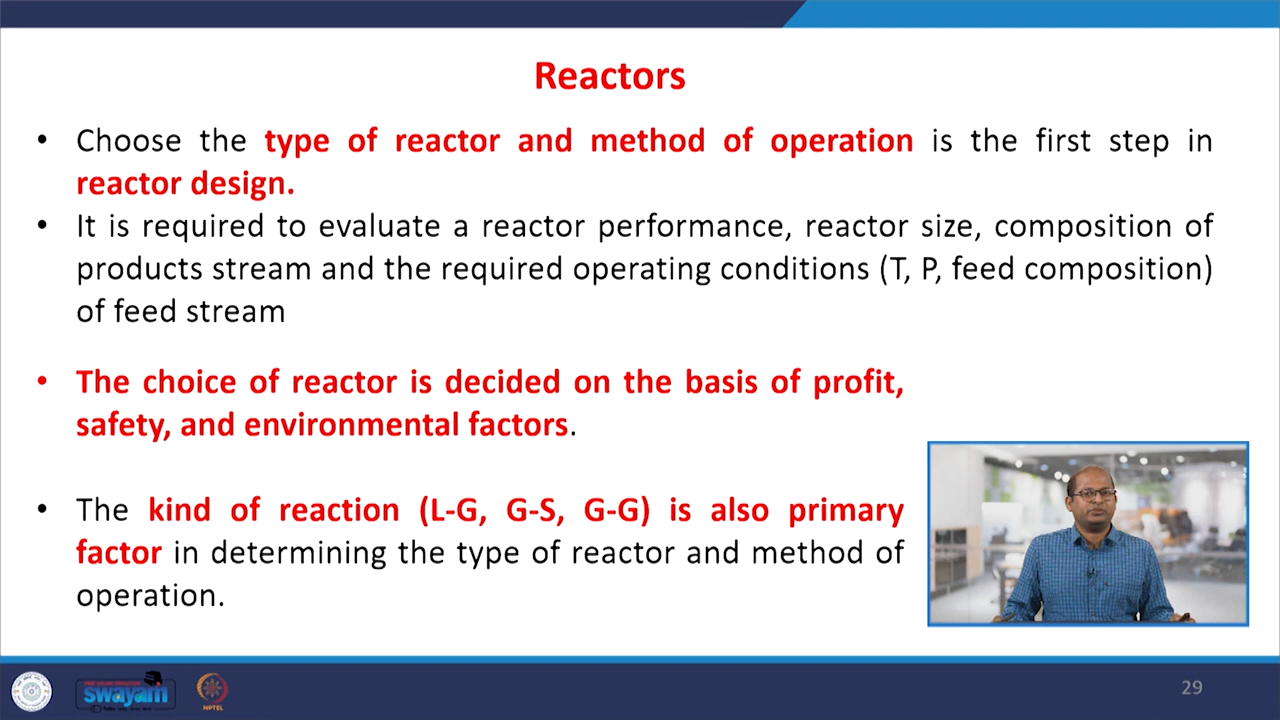 Reactors
• Choose the type of reactor and method of operation is the first step in
reactor design.
• It is required to evaluate a reactor performance, reactor size, composition of
products stream and the required operating conditions (T, P, feed composition)
of feed stream
• The choice of reactor is decided on the basis of profit,
safety, and environmental factors.
• The kind of reaction (L-G, G-S, G-G) is also primary
factor in determining the type of reactor and method of
operation.
swayam
NPTEL
29